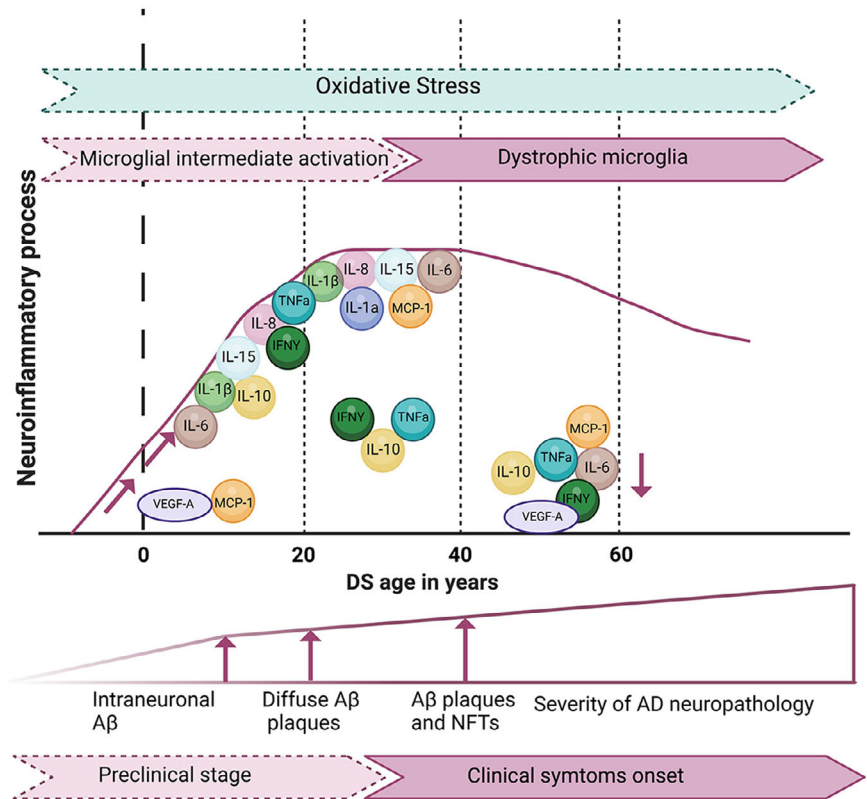 Oxidative Stress
Microglial intermediate activation
Dystrophic microglia
Neuroinflammatory process
IL-1β
IL-8
IL-15
IL-6
TNFa
IL-1a
MCP-1
IL-8
IFNY
IL-15
IL-1β
IL-10
IL-6
IFNY
TNFa
IL-10
MCP-1
TNFa
IL-10
IL-6
IFNY
VEGF-A
VEGF-A
MCP-1
0
20
40
60
DS age in years
Intraneuronal
Aβ
Diffuse Aβ
plaques
Aβ plaques
and NFTs
Severity of AD neuropathology
Preclinical stage
Clinical symtoms onset